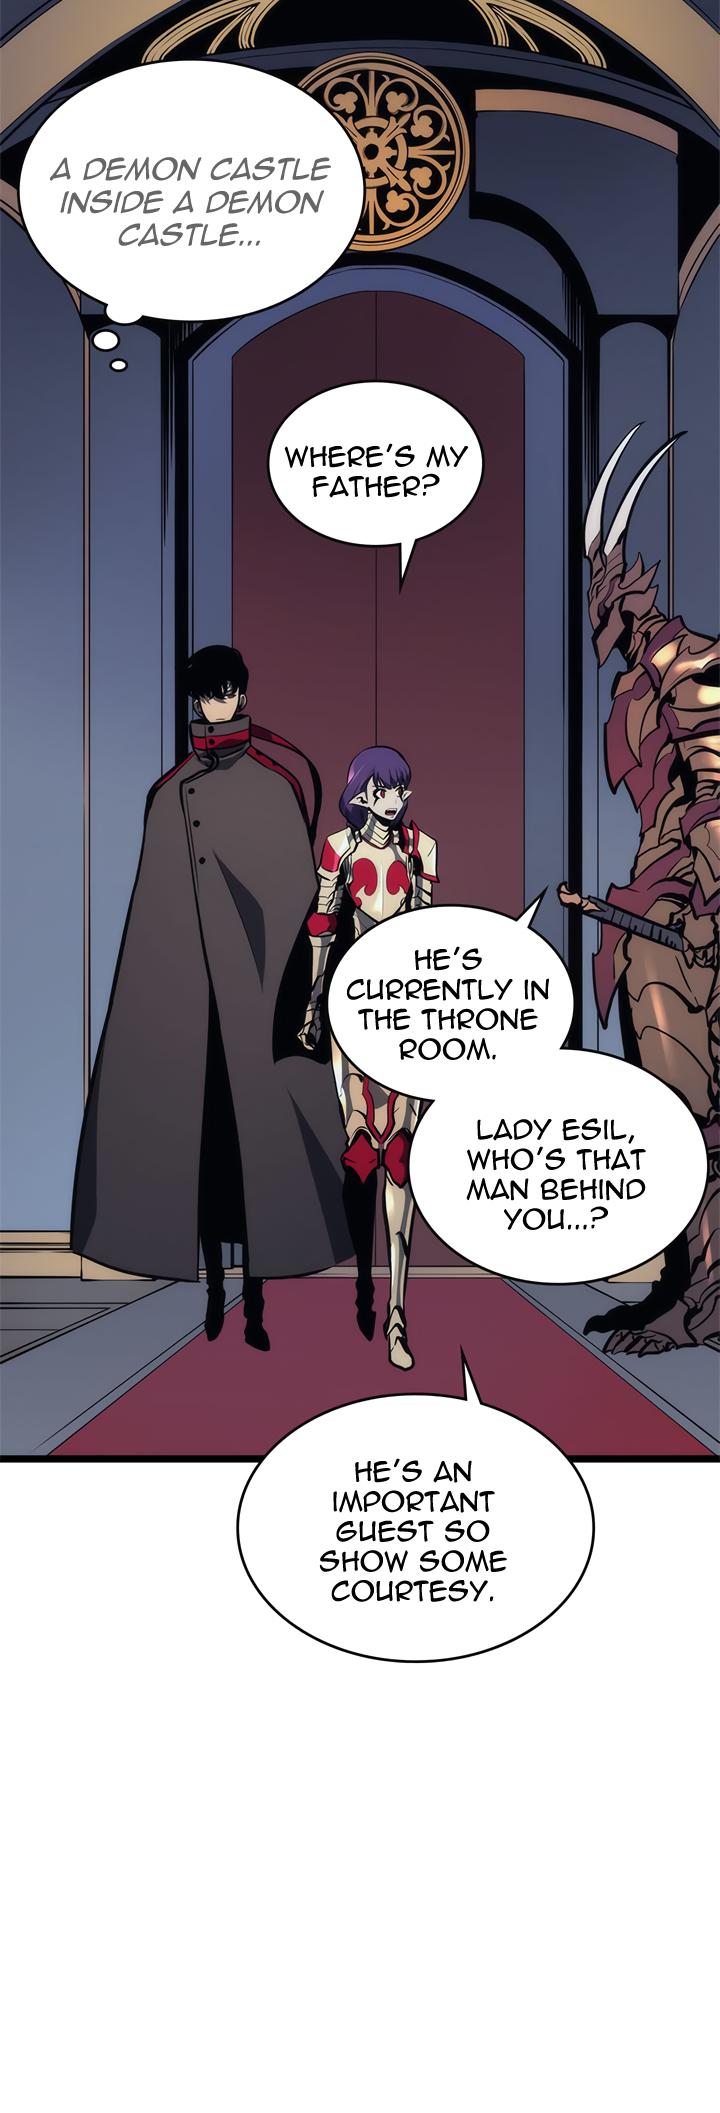 A DEMON CASTLE
INSIDE A DEMON
CASTLE...
WHERE'S MY
FATHER?
HE'S
CURRENTLY IN
THE THRONE
ROOM.
LADY ESIL,
WHO'S THAT
MAN BEHIND
YOU...?
HE'S AN
IMPORTANT
GUEST SO
SHOW SOME
COURTESY.